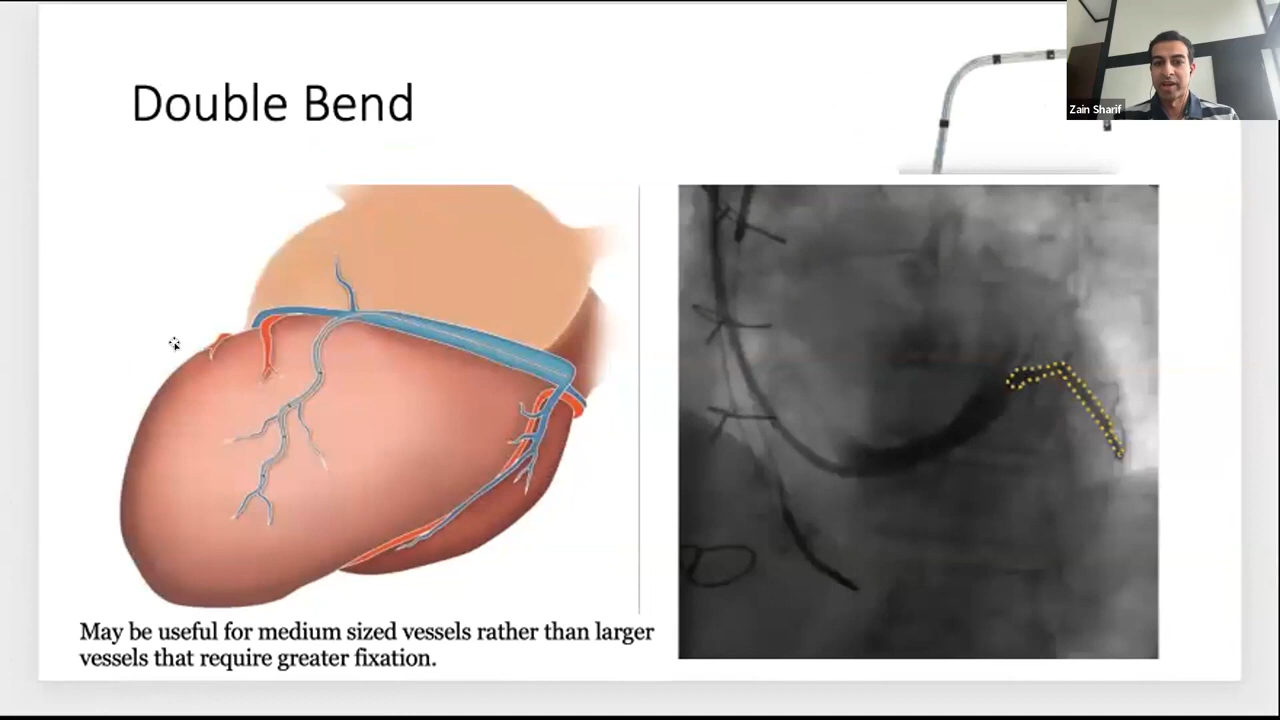 Double Bend
Zain Sharif
May be useful for medium sized vessels rather than larger
vessels that require greater fixation.